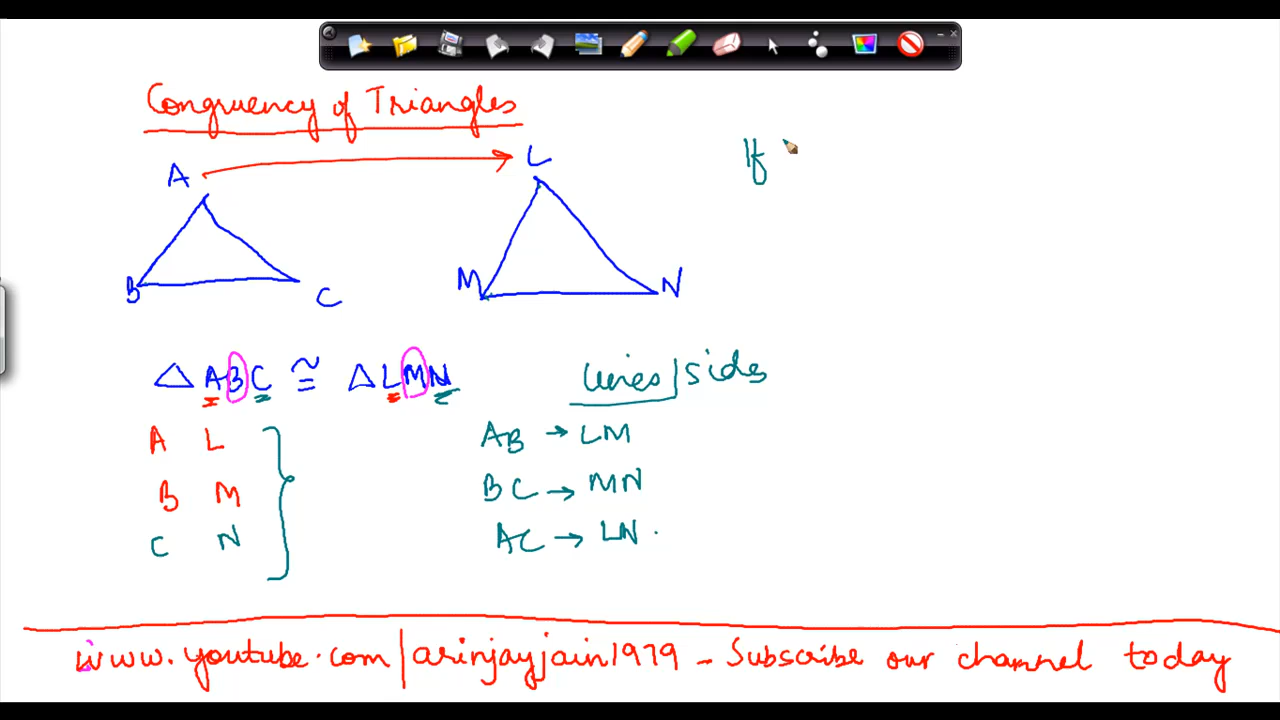 Congruency of Triangles
If
A
L
B
C
M
N
△ ABC ≅ △ LMN
lines/sides
A L
B M
C N
AB → LM
BC → MN
AC → LN
www.youtube.com/arinjayjain1979 - Subscribe our channel today